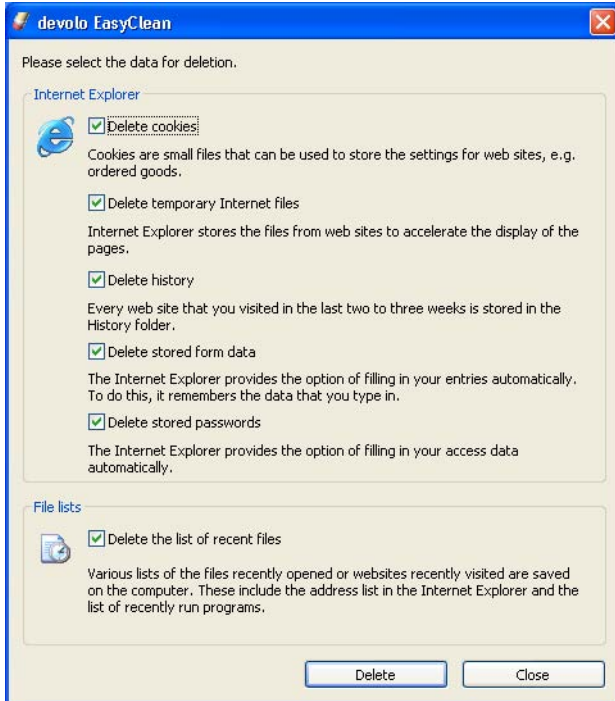 devolo EasyClean
Please select the data for deletion.
Internet Explorer
Delete cookies
Cookies are small files that can be used to store the settings for web sites, e.g.
ordered goods.
Delete temporary Internet files
Internet Explorer stores the files from web sites to accelerate the display of the
pages.
Delete history
Every web site that you visited in the last two to three weeks is stored in the
History folder.
Delete stored form data
The Internet Explorer provides the option of filling in your entries automatically.
To do this, it remembers the data that you type in.
Delete stored passwords
The Internet Explorer provides the option of filling in your access data
automatically.
File lists
Delete the list of recent files
Various lists of the files recently opened or websites recently visited are saved
on the computer. These include the address list in the Internet Explorer and the
list of recently run programs.
Delete
Close